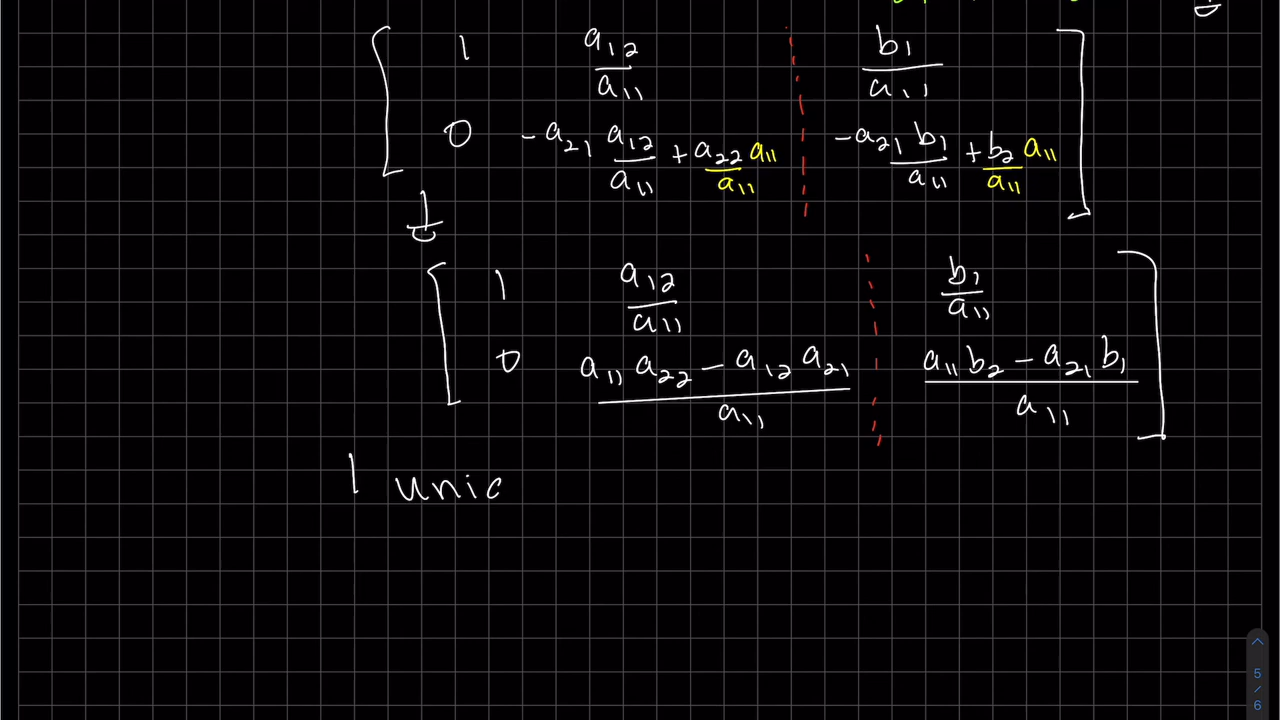 1 a12/a11 b1/a11
0 -a21 a12/a11 + a22 a11/a11 -a21 b1/a11 + b2 a11/a11
1 a12/a11 b1/a11
0 a11 a22 - a12 a21/a11 a11 b2 - a21 b1/a11
1 unic
5
/
6